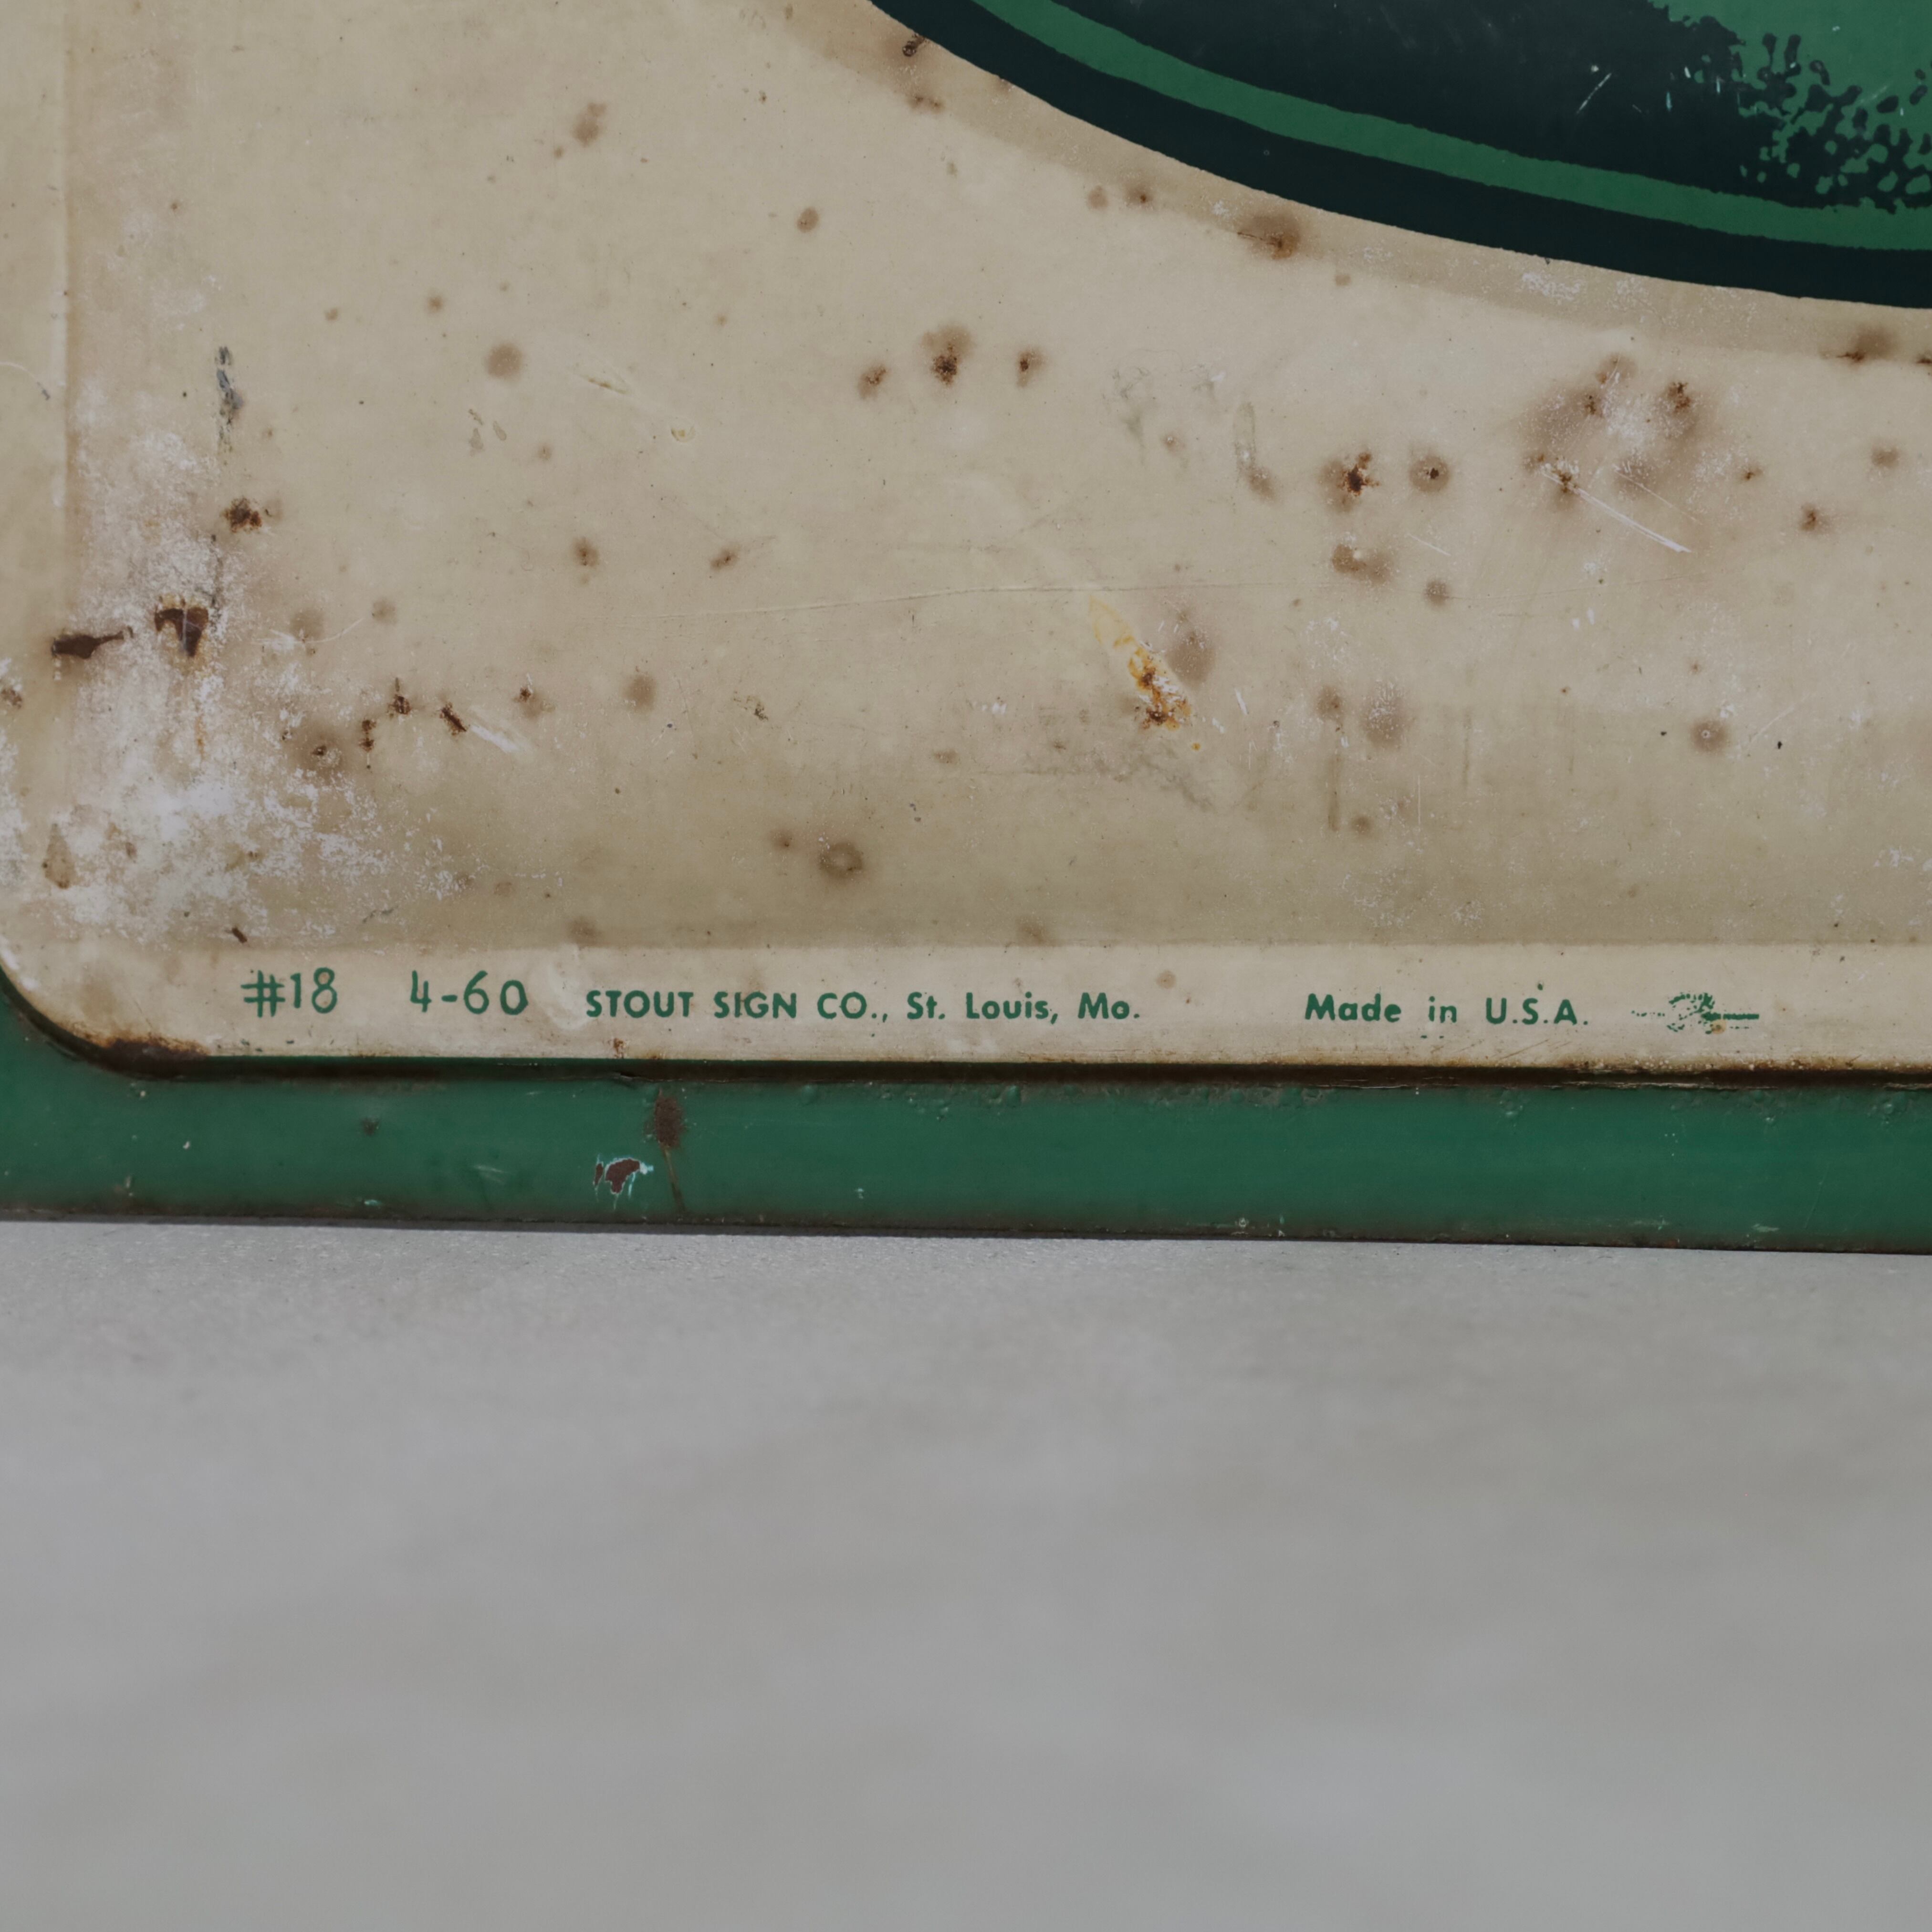 #18 4-60 STOUT SIGN CO., St. Louis, Mo. Made in U.S.A.